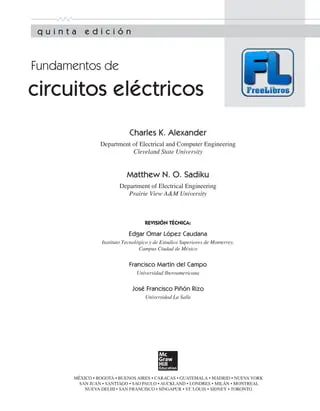 quinta edición
Fundamentos de
circuitos eléctricos
FL
FreeLibros
Charles K. Alexander
Department of Electrical and Computer Engineering
Cleveland State University
Matthew N. O. Sadiku
Department of Electrical Engineering
Prairie View A&M University
REVISIÓN TÉCNICA:
Edgar Omar López Caudana
Instituto Tecnológico y de Estudios Superiores de Monterrey,
Campus Ciudad de México
Francisco Martín del Campo
Universidad Iberoamericana
José Francisco Piñón Rizo
Universidad La Salle
Mc
Graw
Hill
Education
MÉXICO • BOGOTÁ • BUENOS AIRES • CARACAS • GUATEMALA • MADRID • NUEVA YORK
SAN JUAN • SANTIAGO • SAO PAULO • AUCKLAND • LONDRES • MILÁN • MONTREAL
NUEVA DELHI • SAN FRANCISCO • SINGAPUR • ST. LOUIS • SIDNEY • TORONTO